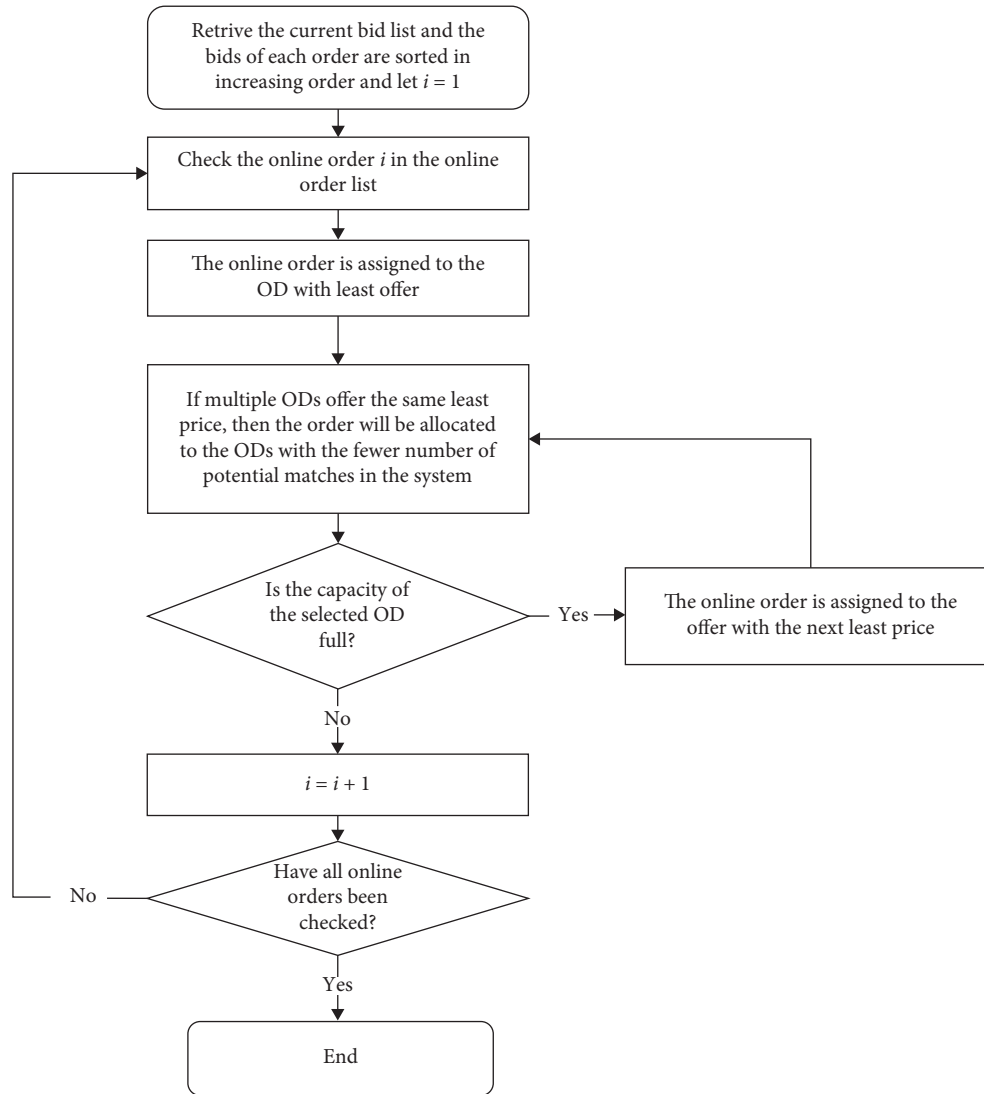 Retrive the current bid list and the
bids of each order are sorted in
increasing order and let i = 1
Check the online order i in the online
order list
The online order is assigned to the
OD with least offer
If multiple ODs offer the same least
price, then the order will be allocated
to the ODs with the fewer number of
potential matches in the system
Is the capacity of
the selected OD
full?
Yes
The online order is assigned to the
offer with the next least price
No
i = i + 1
Have all online
orders been
checked?
No
Yes
End